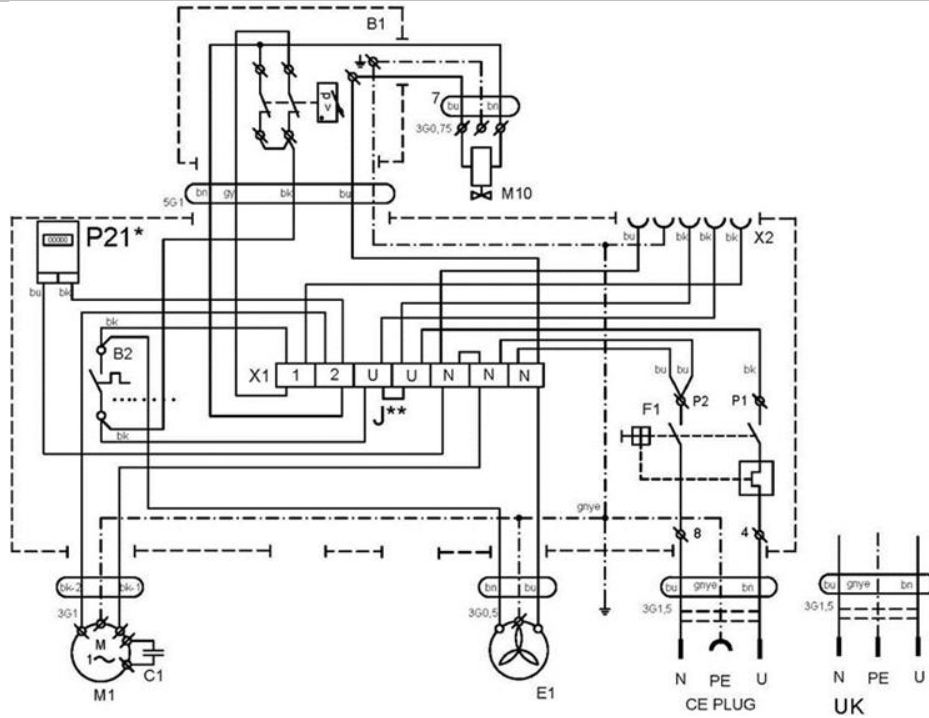 B1
7
bu
bn
3G0,75
M10
d
v
bn
gy
bk
bu
5G1
P21*
00000
bu
bk
X2
bu
bk
bk
bk
B2
bk
bk
X1
1
2
U
U
N
N
N
J**
bu
bu
bk
F1
P2
P1
gnye
8
4
bk-2
bk-1
3G1
M
1~
M1
C1
bn
bu
3G0,5
E1
bu
gnye
bn
3G1,5
N
PE
U
CE PLUG
bu
gnye
bn
3G1,5
N
PE
U
UK